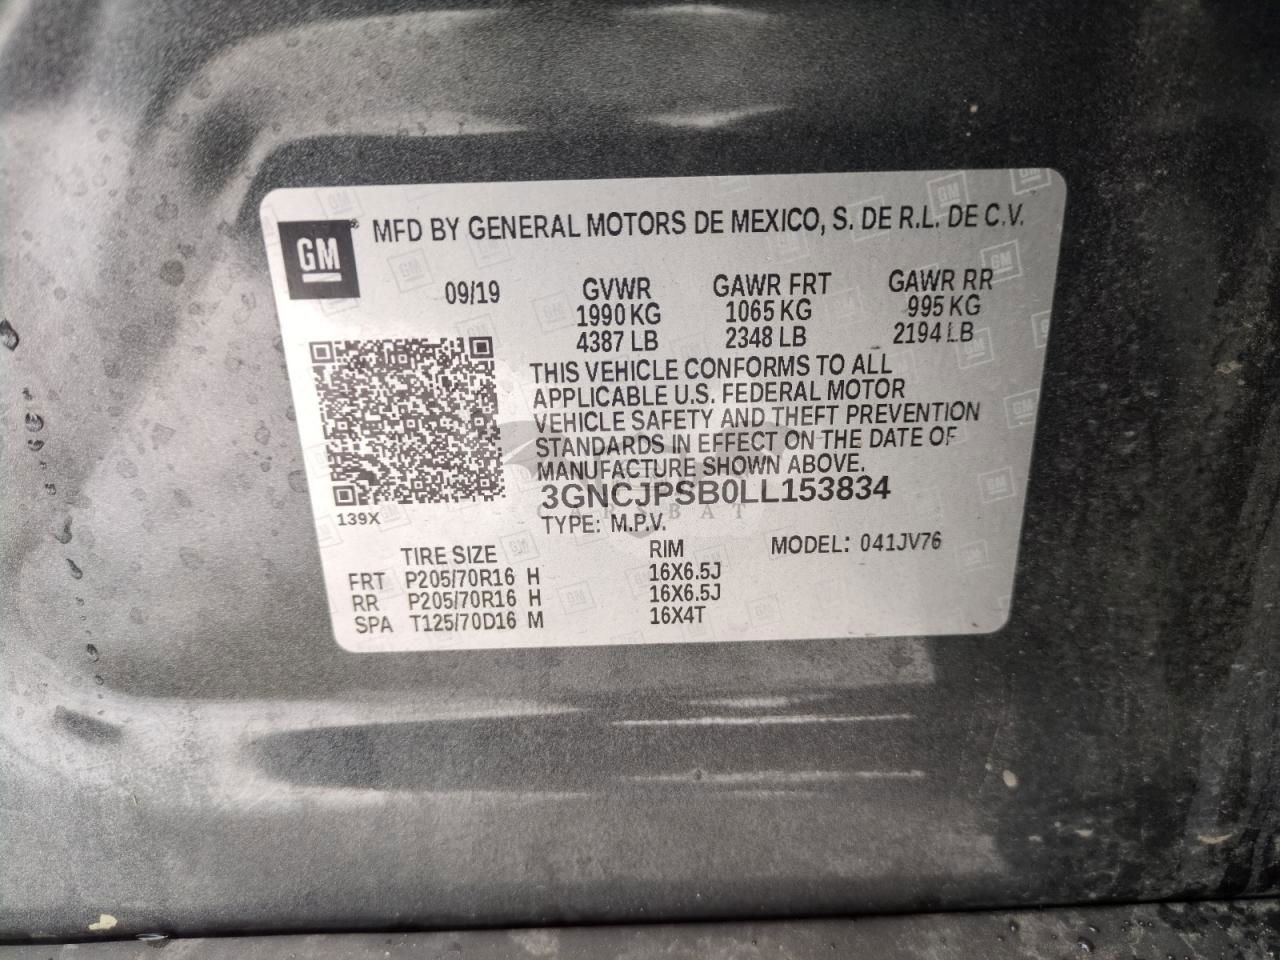 GM® MFD BY GENERAL MOTORS DE MEXICO, S. DE R.L. DE C.V.
09/19 GVWR GAWR FRT GAWR RR
1990 KG 1065 KG 995 KG
4387 LB 2348 LB 2194 LB
THIS VEHICLE CONFORMS TO ALL
APPLICABLE U.S. FEDERAL MOTOR
VEHICLE SAFETY AND THEFT PREVENTION
STANDARDS IN EFFECT ON THE DATE OF
MANUFACTURE SHOWN ABOVE.
3GNCJPSB0LL153834
CARSBAT
139X
TYPE: M.P.V.
TIRE SIZE RIM MODEL: 041JV76
FRT P205/70R16 H 16X6.5J
RR P205/70R16 H 16X6.5J
SPA T125/70D16 M 16X4T